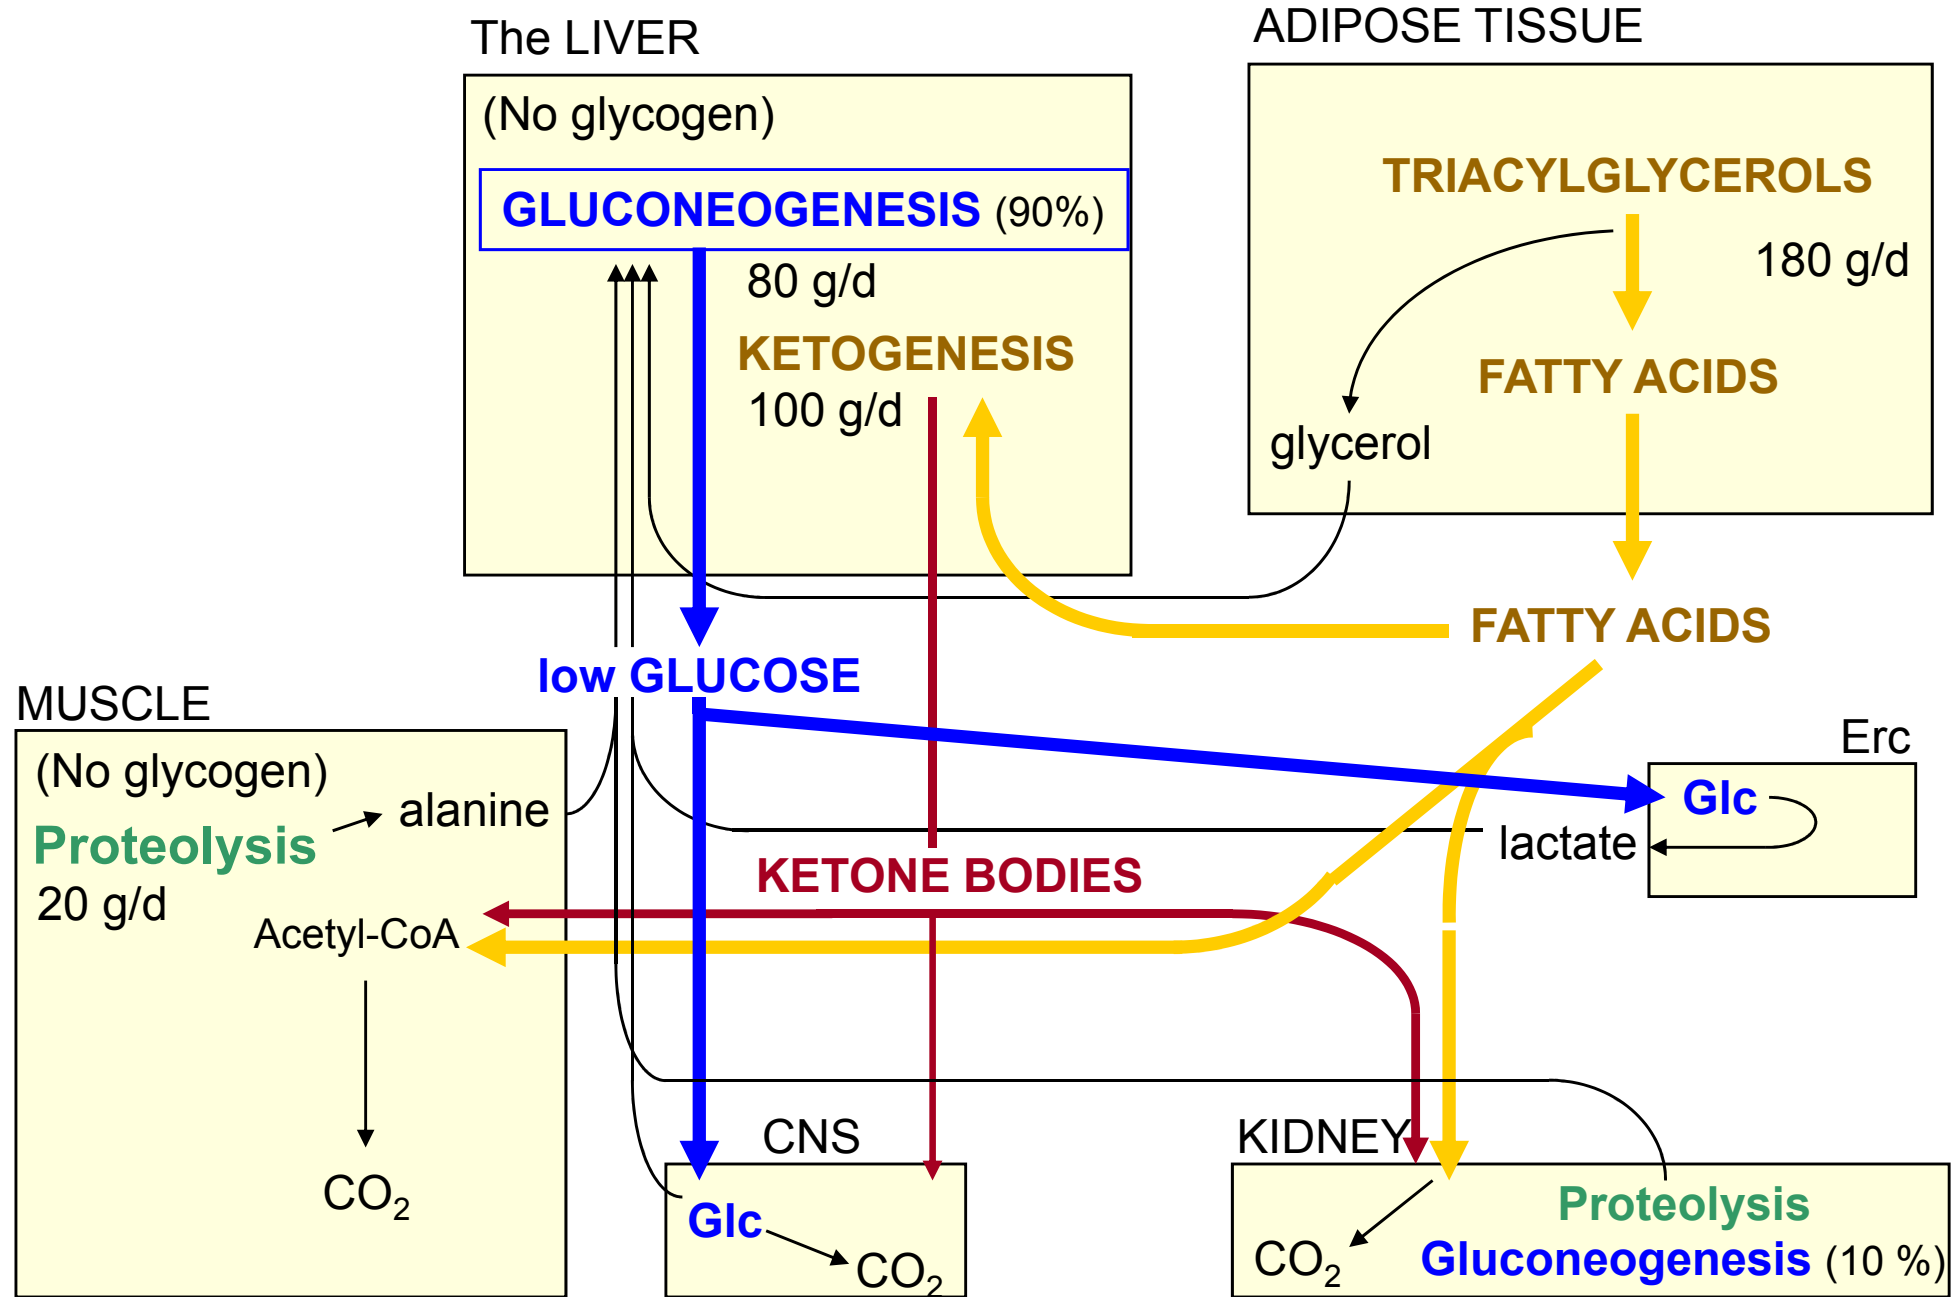 The LIVER
(No glycogen)
GLUCONEOGENESIS (90%)
80 g/d
KETOGENESIS
100 g/d
ADIPOSE TISSUE
TRIACYLGLYCEROLS
180 g/d
FATTY ACIDS
glycerol
FATTY ACIDS
low GLUCOSE
MUSCLE
(No glycogen)
alanine
Proteolysis
20 g/d
Acetyl-CoA
CO₂
Erc
Glc
lactate
KETONE BODIES
CNS
Glc
CO₂
KIDNEY
Proteolysis
CO₂
Gluconeogenesis (10 %)